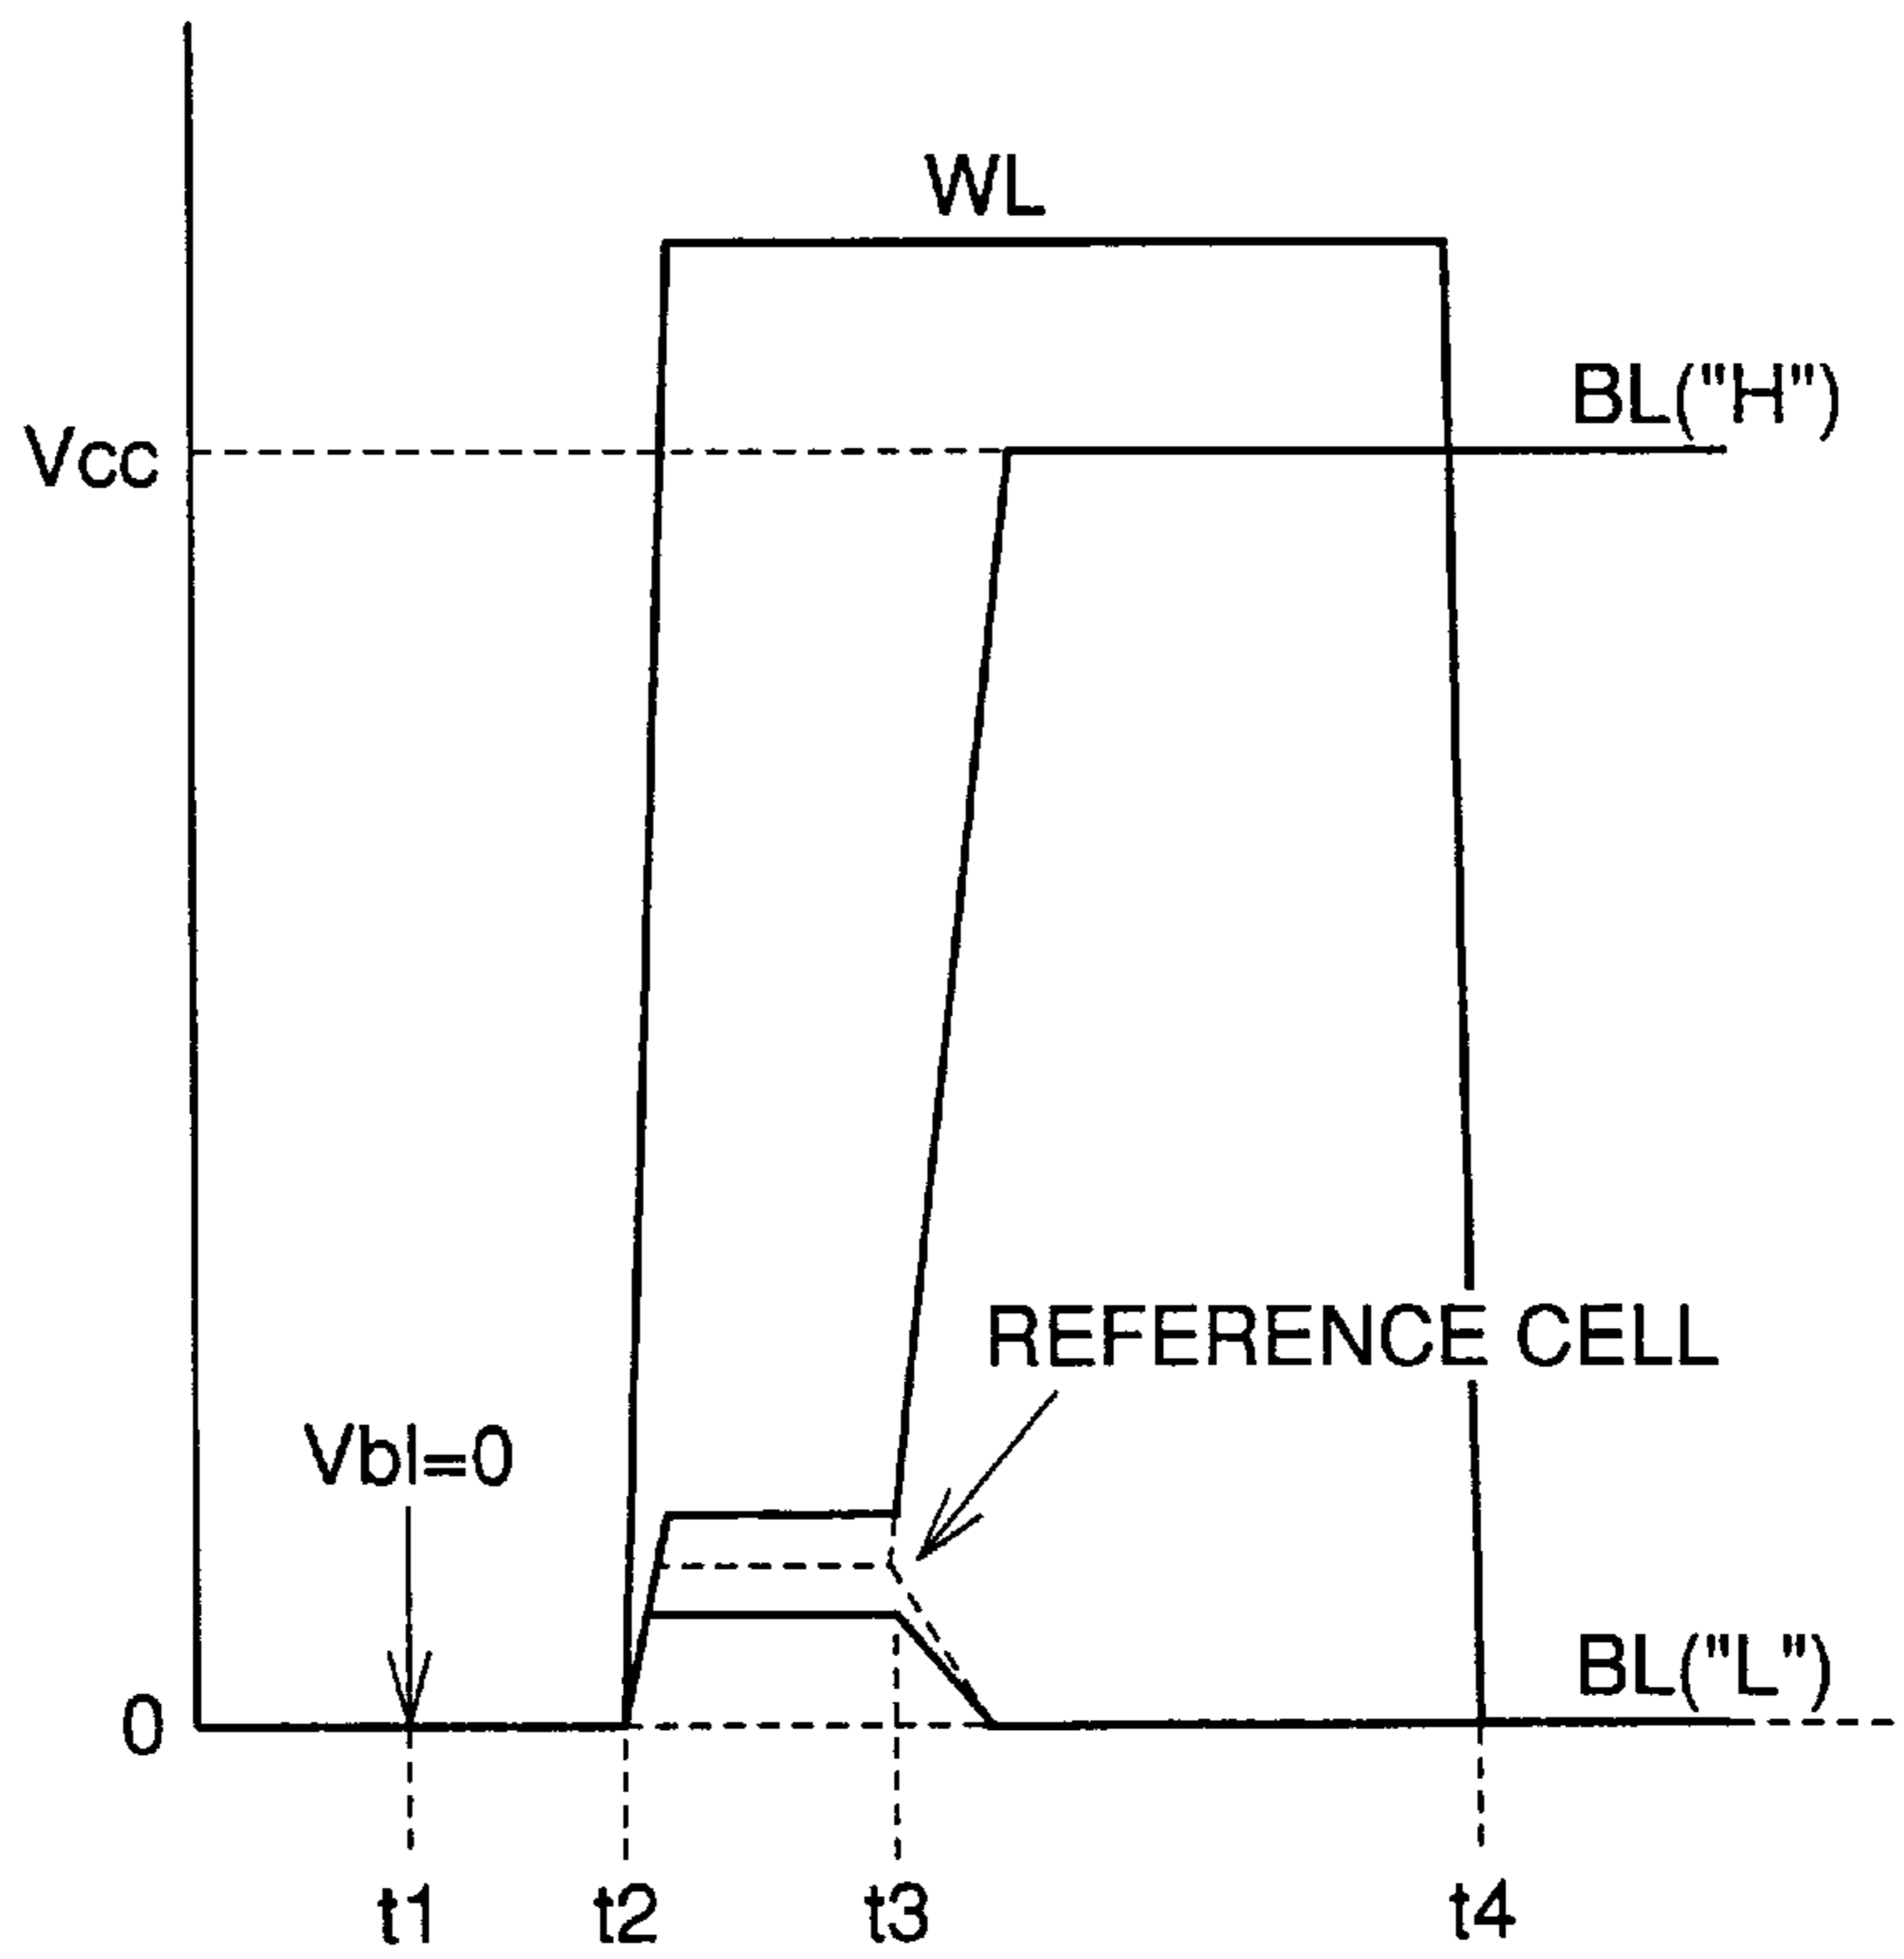 WL
BL("H")
Vcc
REFERENCE CELL
Vbl=0
BL("L")
0
t1 t2 t3 t4